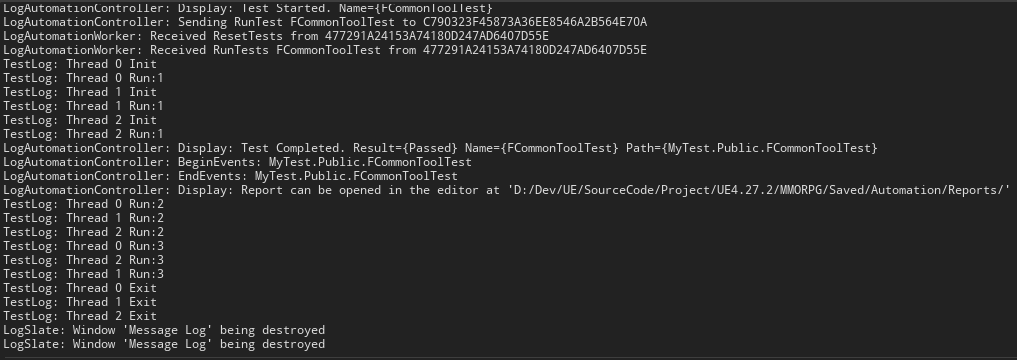 LogAutomationController: Display: Test Started. Name={FCommonToolTest}
LogAutomationController: Sending RunTest FCommonToolTest to C790323F45873A36EE8546A2B564E70A
LogAutomationWorker: Received ResetTests from 477291A24153A74180D247AD6407D55E
LogAutomationWorker: Received RunTests FCommonToolTest from 477291A24153A74180D247AD6407D55E
TestLog: Thread 0 Init
TestLog: Thread 0 Run:1
TestLog: Thread 1 Init
TestLog: Thread 1 Run:1
TestLog: Thread 2 Init
TestLog: Thread 2 Run:1
LogAutomationController: Display: Test Completed. Result={Passed} Name={FCommonToolTest} Path={MyTest.Public.FCommonToolTest}
LogAutomationController: BeginEvents: MyTest.Public.FCommonToolTest
LogAutomationController: EndEvents: MyTest.Public.FCommonToolTest
LogAutomationController: Display: Report can be opened in the editor at 'D:/Dev/UE/SourceCode/Project/UE4.27.2/MMORPG/Saved/Automation/Reports/'
TestLog: Thread 0 Run:2
TestLog: Thread 1 Run:2
TestLog: Thread 2 Run:2
TestLog: Thread 0 Run:3
TestLog: Thread 2 Run:3
TestLog: Thread 1 Run:3
TestLog: Thread 0 Exit
TestLog: Thread 1 Exit
TestLog: Thread 2 Exit
LogSlate: Window 'Message Log' being destroyed
LogSlate: Window 'Message Log' being destroyed